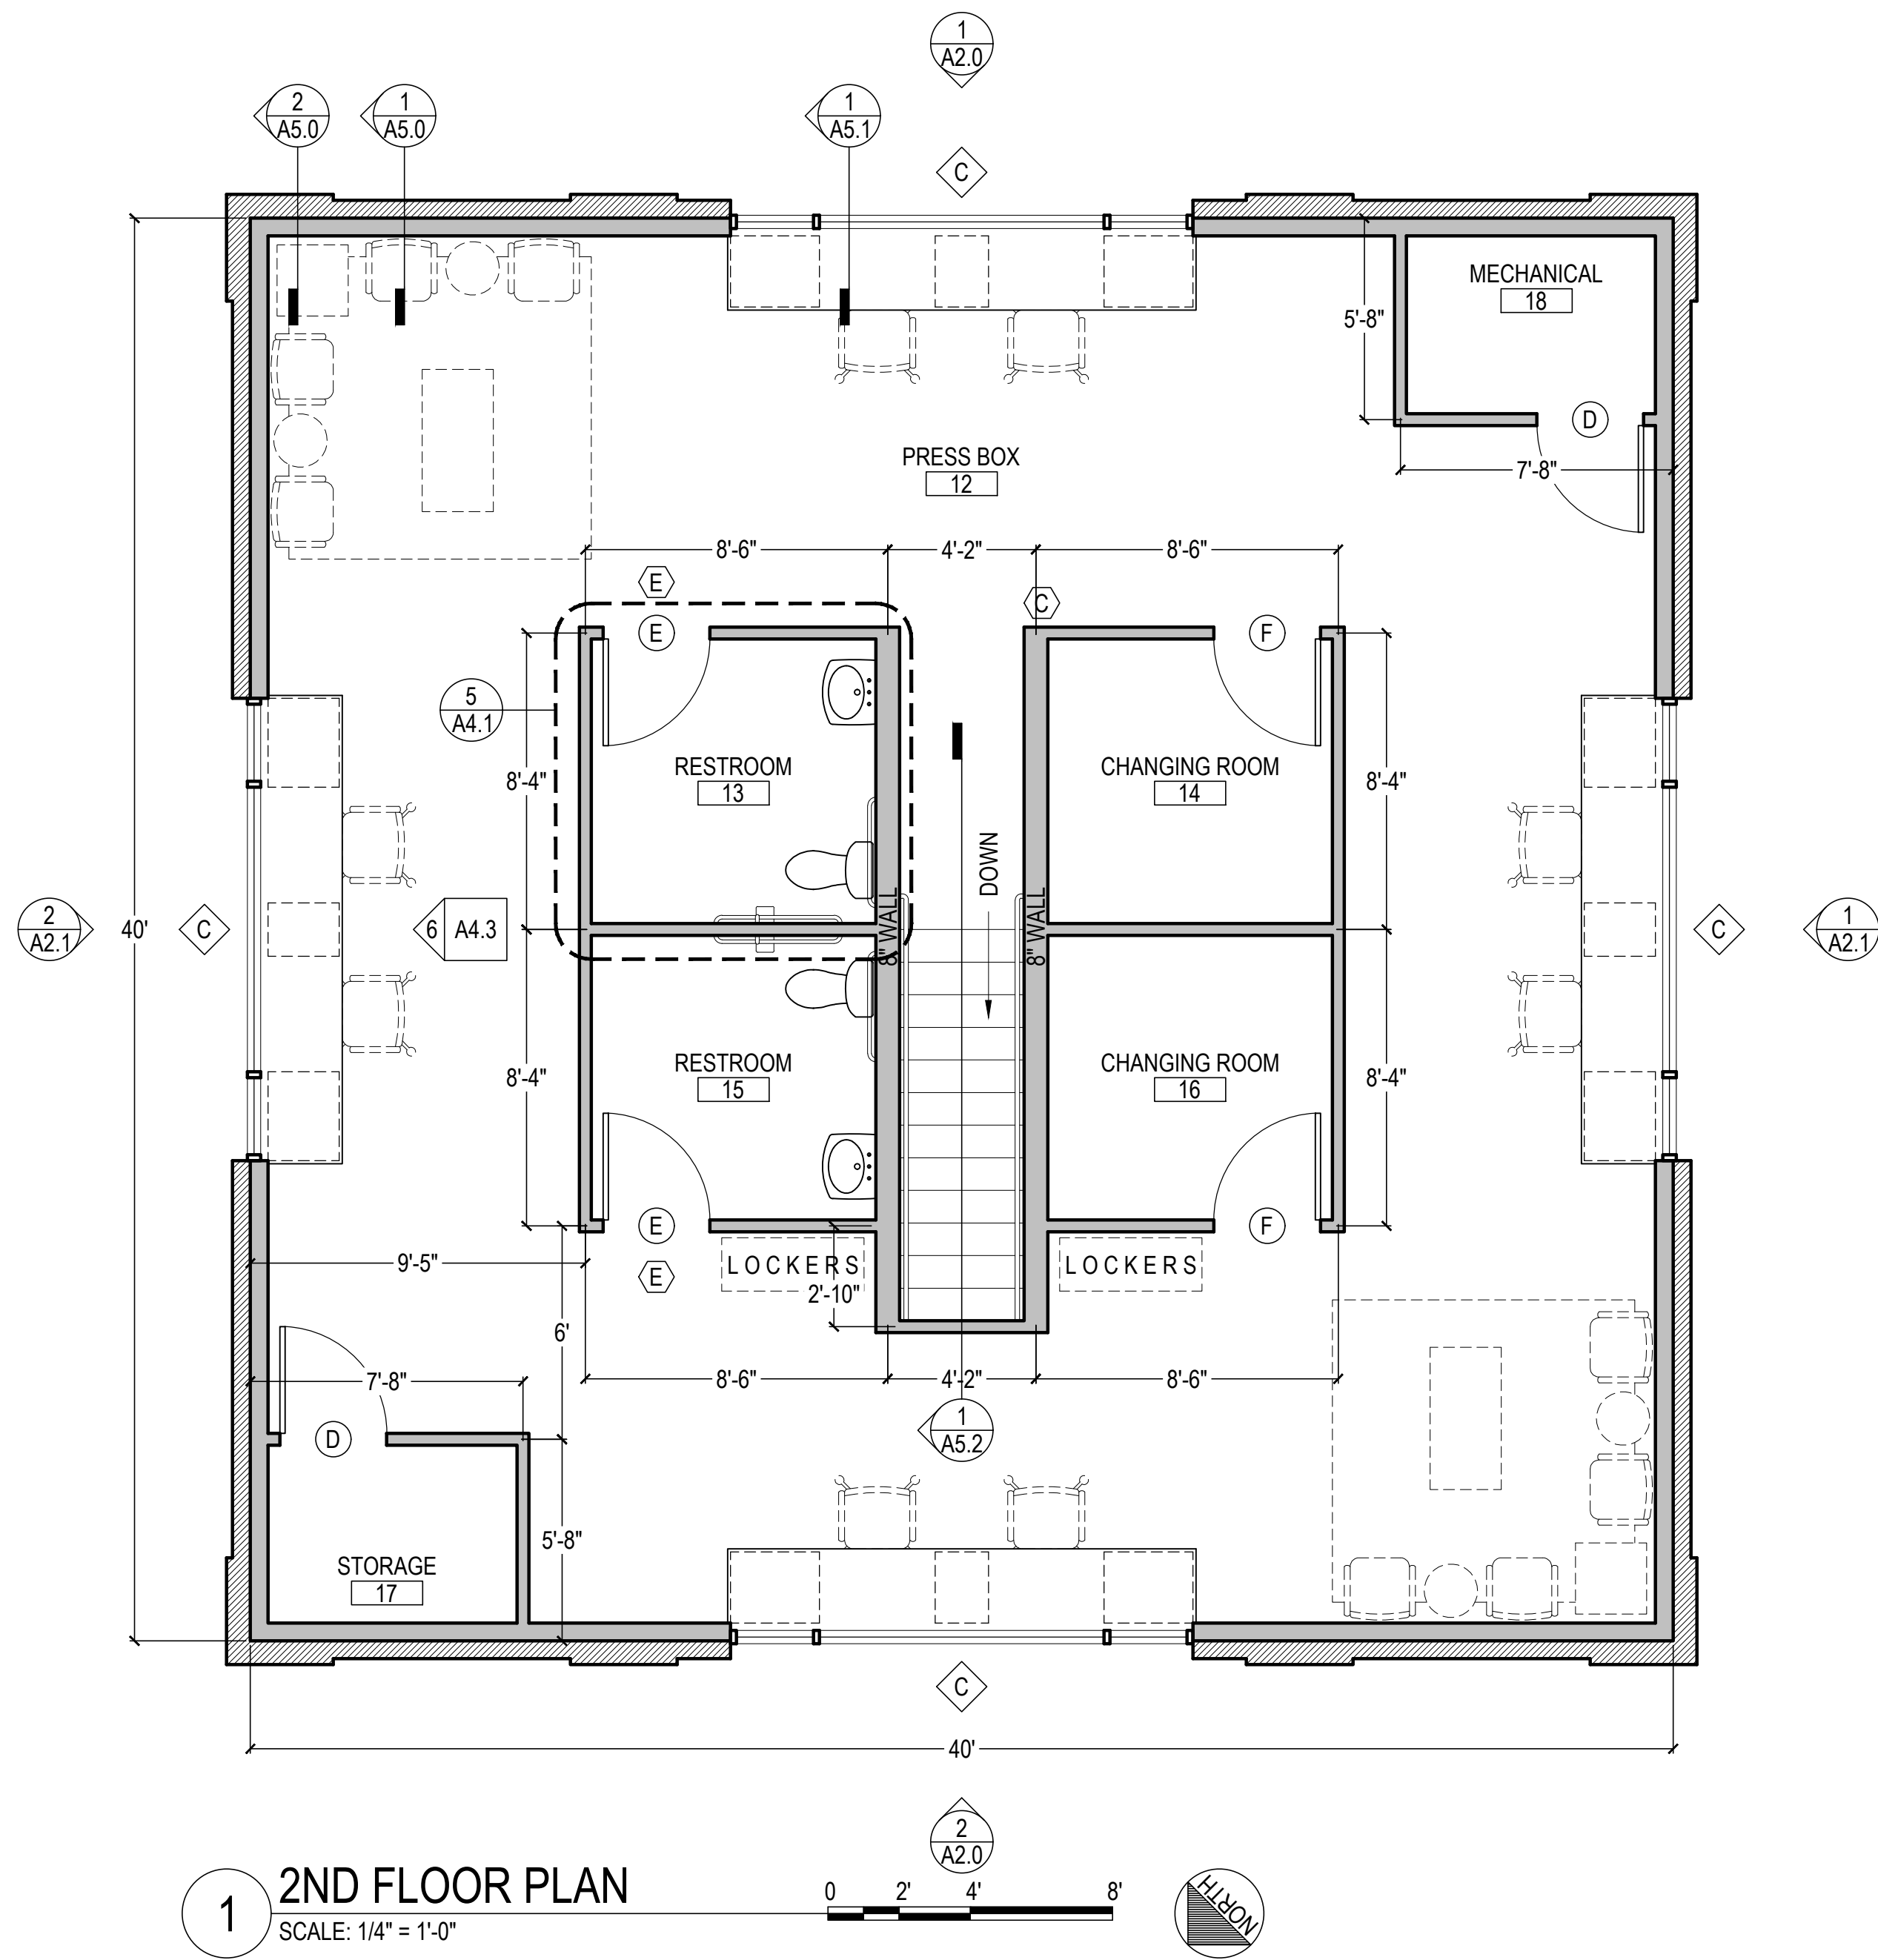 1
A2.0
2
A5.0
1
A5.0
1
A5.1
C
MECHANICAL
18
5'-8"
D
7'-8"
PRESS BOX
12
8'-6"
4'-2"
8'-6"
E
C
E
F
5
A4.1
RESTROOM
13
CHANGING ROOM
14
8'-4"
8'-4"
DOWN
8" WALL
8" WALL
2
A2.1
40'
C
6
A4.3
C
1
A2.1
RESTROOM
15
CHANGING ROOM
16
8'-4"
8'-4"
E
F
9'-5"
E
LOCKERS
LOCKERS
2'-10"
6'
7'-8"
8'-6"
4'-2"
8'-6"
D
1
A5.2
5'-8"
STORAGE
17
C
40'
2
A2.0
1
2ND FLOOR PLAN
SCALE: 1/4" = 1'-0"
0 2' 4' 8'
NORTH